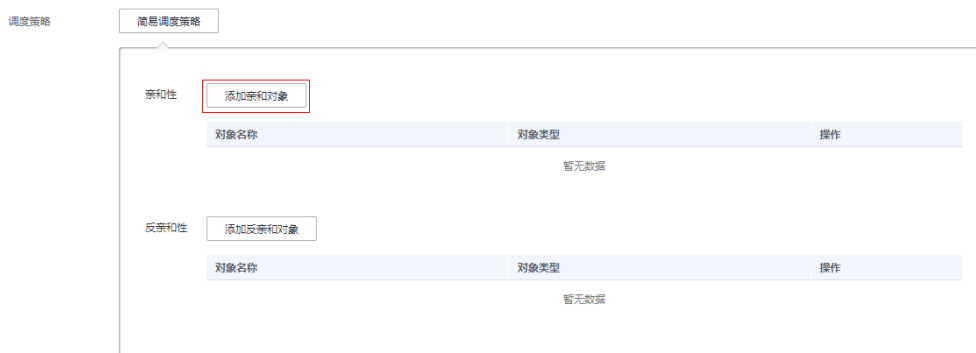 调度策略 简易调度策略
亲和性 添加亲和对象
对象名称 对象类型 操作
暂无数据
反亲和性 添加反亲和对象
对象名称 对象类型 操作
暂无数据